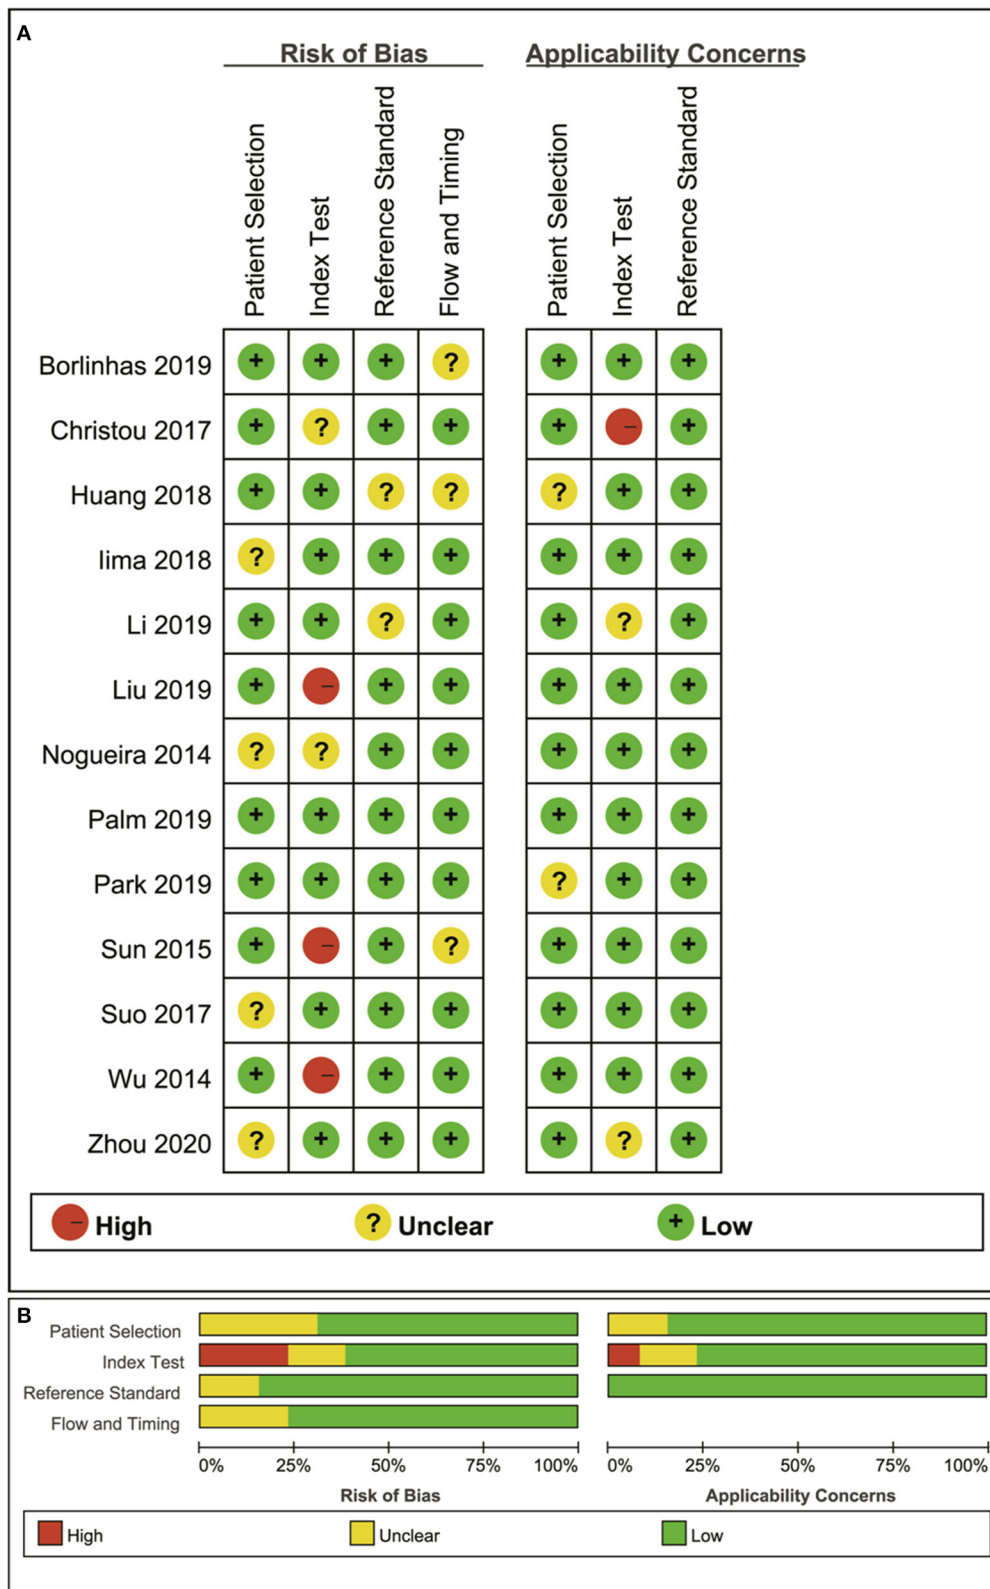 A
Risk of Bias Applicability Concerns
Patient Selection Index Test Reference Standard Flow and Timing Patient Selection Index Test Reference Standard
Borlinhas 2019 + + + ? + + +
Christou 2017 + ? + + + – +
Huang 2018 + + ? ? ? + +
Iima 2018 ? + + + + + +
Li 2019 + + ? + + ? +
Liu 2019 + – + + + + +
Nogueira 2014 ? ? + + + + +
Palm 2019 + + + + + + +
Park 2019 + + + + ? + +
Sun 2015 + – + ? + + +
Suo 2017 ? + + + + + +
Wu 2014 + – + + + + +
Zhou 2020 ? + + + + ? +
– High ? Unclear + Low
B
Patient Selection
Index Test
Reference Standard
Flow and Timing
0% 25% 50% 75% 100% 0% 25% 50% 75% 100%
Risk of Bias Applicability Concerns
High Unclear Low